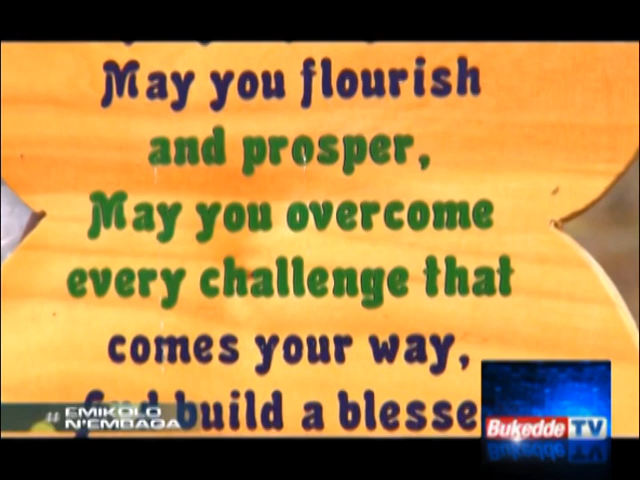 May you flourish
and prosper,
May you overcome
every challenge that
comes your way,
build a blesse
# EMIKOLO
N'EMBAGA
Bukedde TV